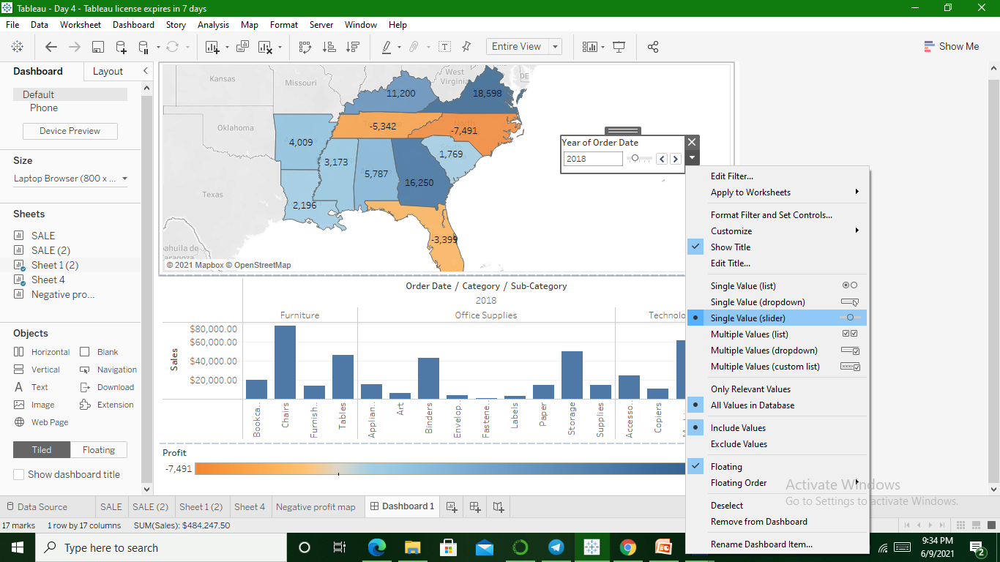 Tableau - Day 4 - Tableau license expires in 7 days
File Data Worksheet Dashboard Story Analysis Map Format Server Window Help
Entire View
Show Me
Dashboard Layout
Default
Phone
Device Preview
Size
Laptop Browser (800 x ...
Sheets
SALE
SALE (2)
Sheet 1 (2)
Sheet 4
Negative pro...
Objects
Horizontal Blank
Vertical Navigation
Text Download
Image Extension
Web Page
Tiled Floating
Show dashboard title
Kansas
Missouri
West
Virginia
DE
11,200
18,598
Oklahoma
-5,342
-7,491
4,009
3,173
1,769
5,787
16,250
Texas
2,196
-3,399
© 2021 Mapbox © OpenStreetMap
Year of Order Date
2018
Order Date / Category / Sub-Category
2018
Furniture Office Supplies Technolo
Sales
$80,000.00
$60,000.00
$40,000.00
$20,000.00
Bookca..
Chairs
Furnish..
Tables
Applian..
Art
Binders
Envelop..
Fastene..
Labels
Paper
Storage
Supplies
Accesso..
Copiers
Profit
-7,491
Edit Filter...
Apply to Worksheets
Format Filter and Set Controls...
Customize
Show Title
Edit Title...
Single Value (list)
Single Value (dropdown)
Single Value (slider)
Multiple Values (list)
Multiple Values (dropdown)
Multiple Values (custom list)
Only Relevant Values
All Values in Database
Include Values
Exclude Values
Floating
Floating Order
Deselect
Remove from Dashboard
Rename Dashboard Item...
Activate Windows
Go to Settings to activate Windows.
Data Source SALE SALE (2) Sheet 1 (2) Sheet 4 Negative profit map Dashboard 1
17 marks 1 row by 17 columns SUM(Sales): $484,247.50
Type here to search
9:34 PM
6/9/2021
2